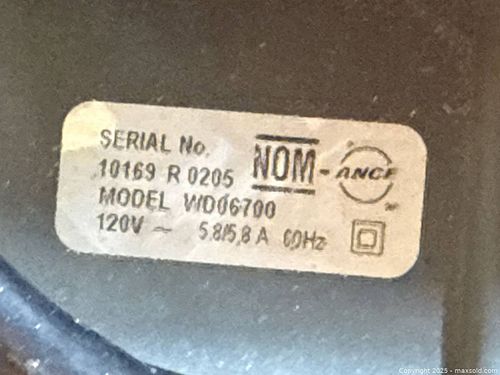 SERIAL No.
10169 R 0205
NOM-ANCE
MODEL WD06700
120V ~ 5.8/5.8 A 60Hz
Copyright 2025 - maxsold.com